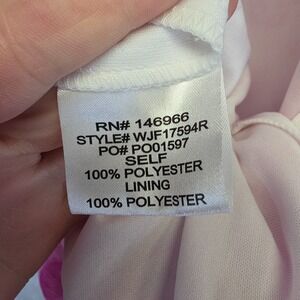 RN# 146966
STYLE# WJF17594R
PO# PO01597
SELF
100% POLYESTER
LINING
100% POLYESTER